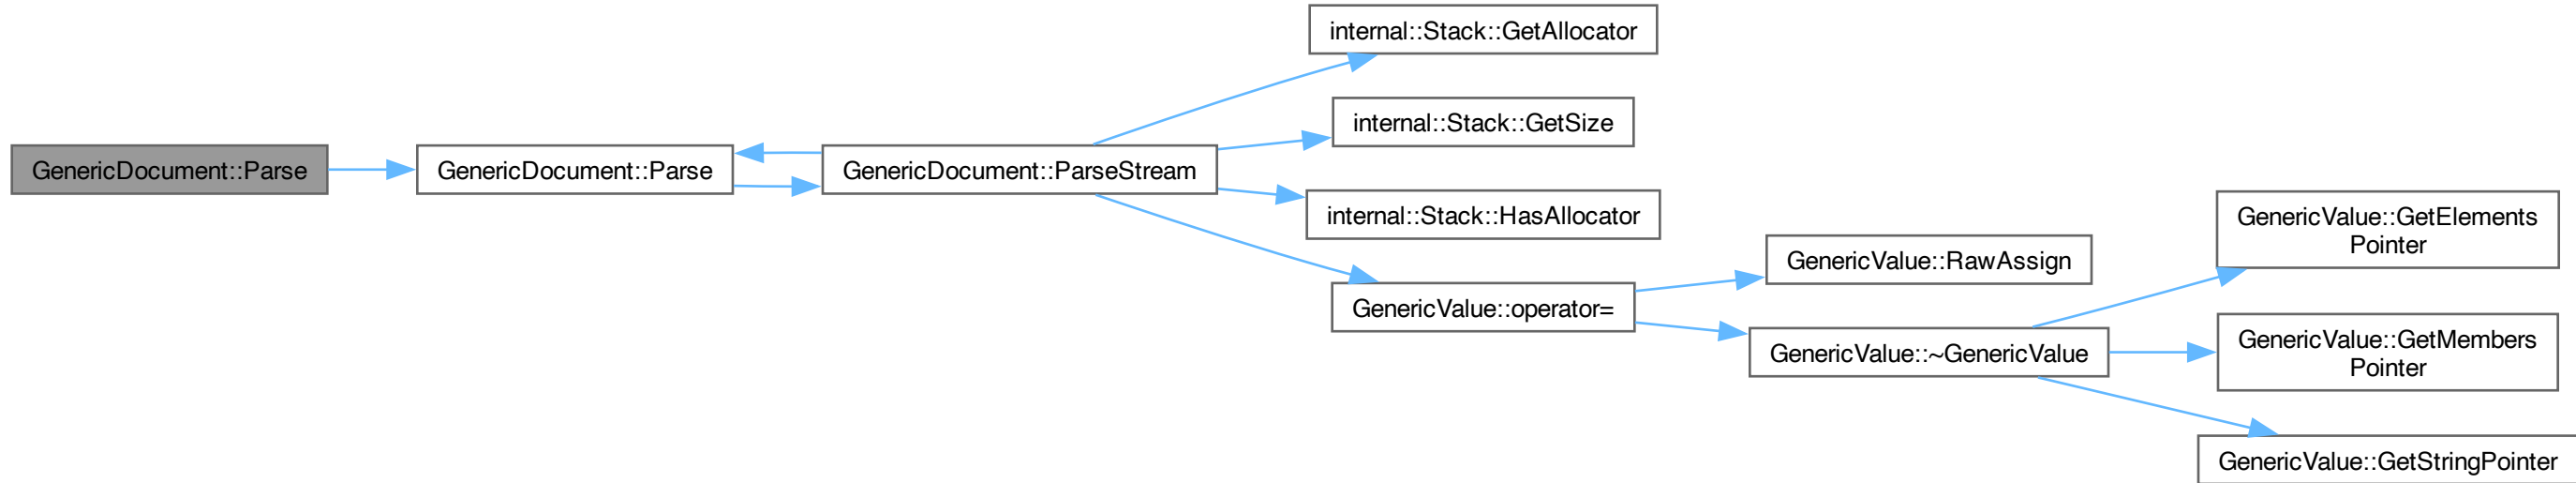 GenericDocument::Parse
GenericDocument::Parse
GenericDocument::ParseStream
internal::Stack::GetAllocator
internal::Stack::GetSize
internal::Stack::HasAllocator
GenericValue::operator=
GenericValue::RawAssign
GenericValue::~GenericValue
GenericValue::GetElements
Pointer
GenericValue::GetMembers
Pointer
GenericValue::GetStringPointer